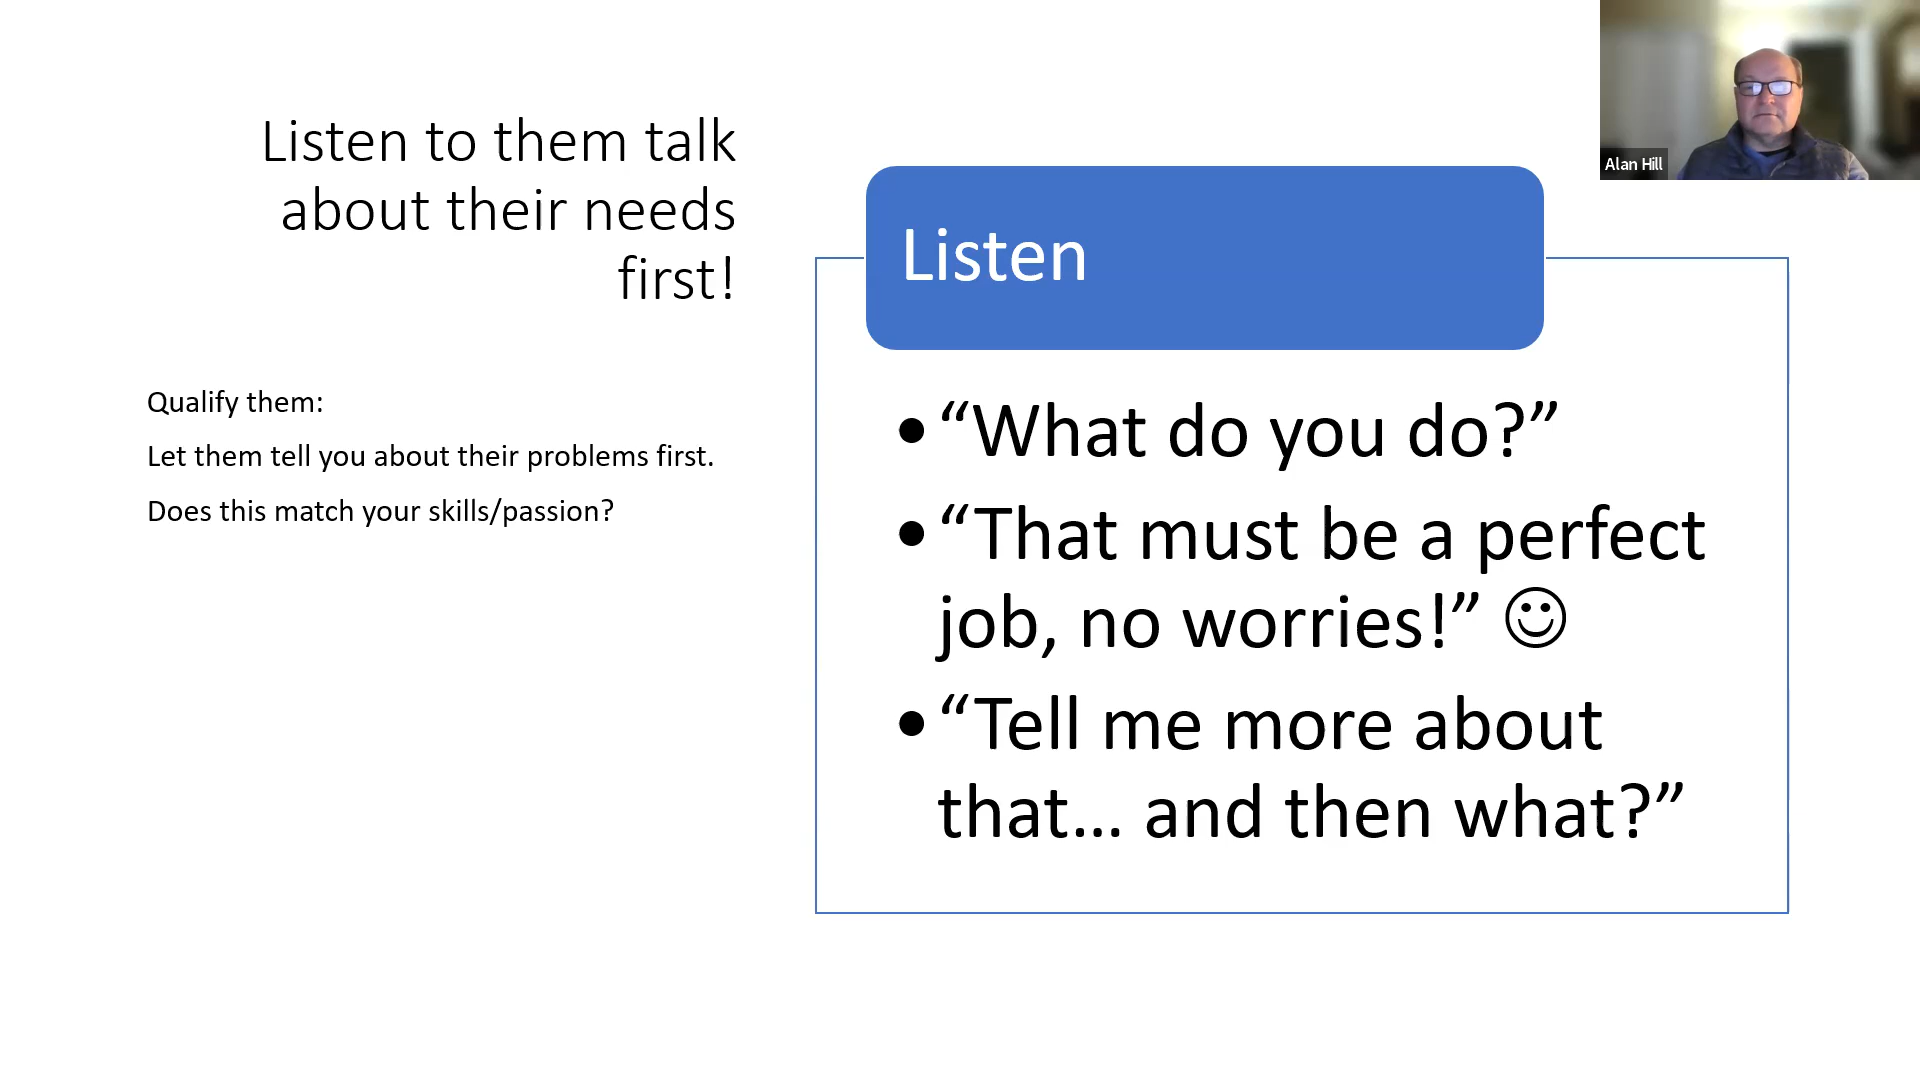 Listen to them talk
about their needs
first!
Qualify them:
Let them tell you about their problems first.
Does this match your skills/passion?
Listen
•“What do you do?”
•“That must be a perfect
job, no worries!” ☺
•“Tell me more about
that... and then what?”
Alan Hill